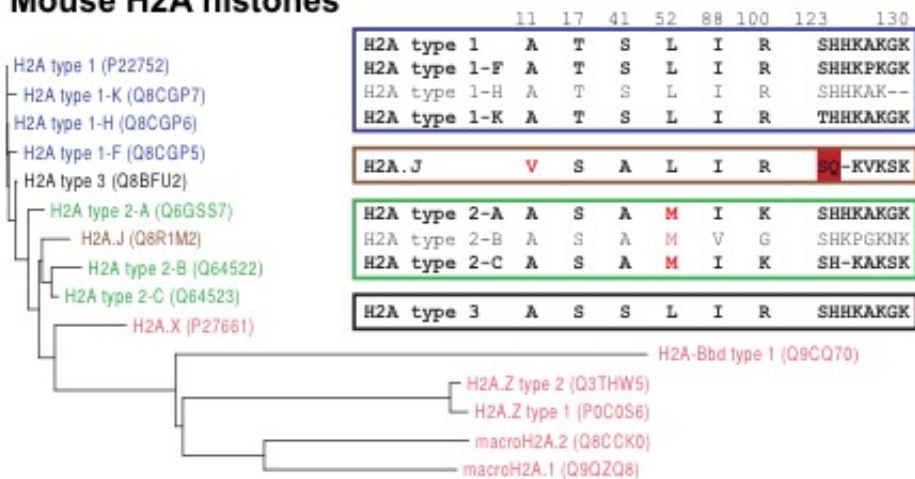 Mouse H2A histones
11 17 41 52 88 100 123 130
H2A type 1 A T S L I R SHHKAKGK
H2A type 1-F A T S L I R SHHKPKGK
H2A type 1-H A T S L I R SHHKAK--
H2A type 1-K A T S L I R THHKAKGK
H2A.J V S A L I R SQ-KVKSK
H2A type 2-A A S A M I K SHHKAKGK
H2A type 2-B A S A M V G SHKPGKNK
H2A type 2-C A S A M I K SH-KAKSK
H2A type 3 A S S L I R SHHKAKGK
H2A type 1 (P22752)
H2A type 1-K (Q8CGP7)
H2A type 1-H (Q8CGP6)
H2A type 1-F (Q8CGP5)
H2A type 3 (Q8BFU2)
H2A type 2-A (Q6GSS7)
H2A.J (Q8R1M2)
H2A type 2-B (Q64522)
H2A type 2-C (Q64523)
H2A.X (P27661)
H2A-Bbd type 1 (Q9CQ70)
H2A.Z type 2 (Q3THW5)
H2A.Z type 1 (P0C0S6)
macroH2A.2 (Q8CCK0)
macroH2A.1 (Q9QZQ8)